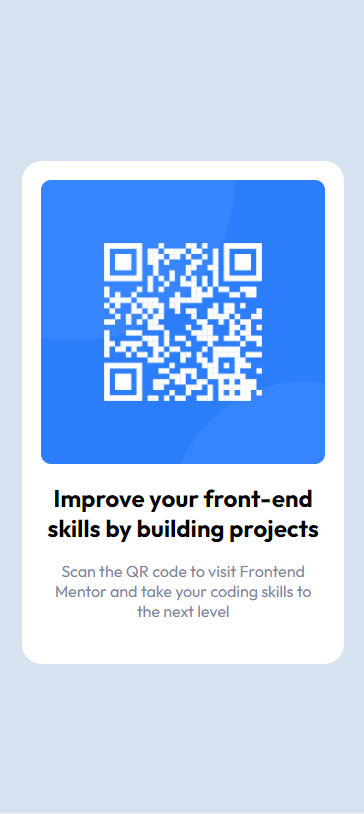 Improve your front-end
skills by building projects
Scan the QR code to visit Frontend
Mentor and take your coding skills to
the next level